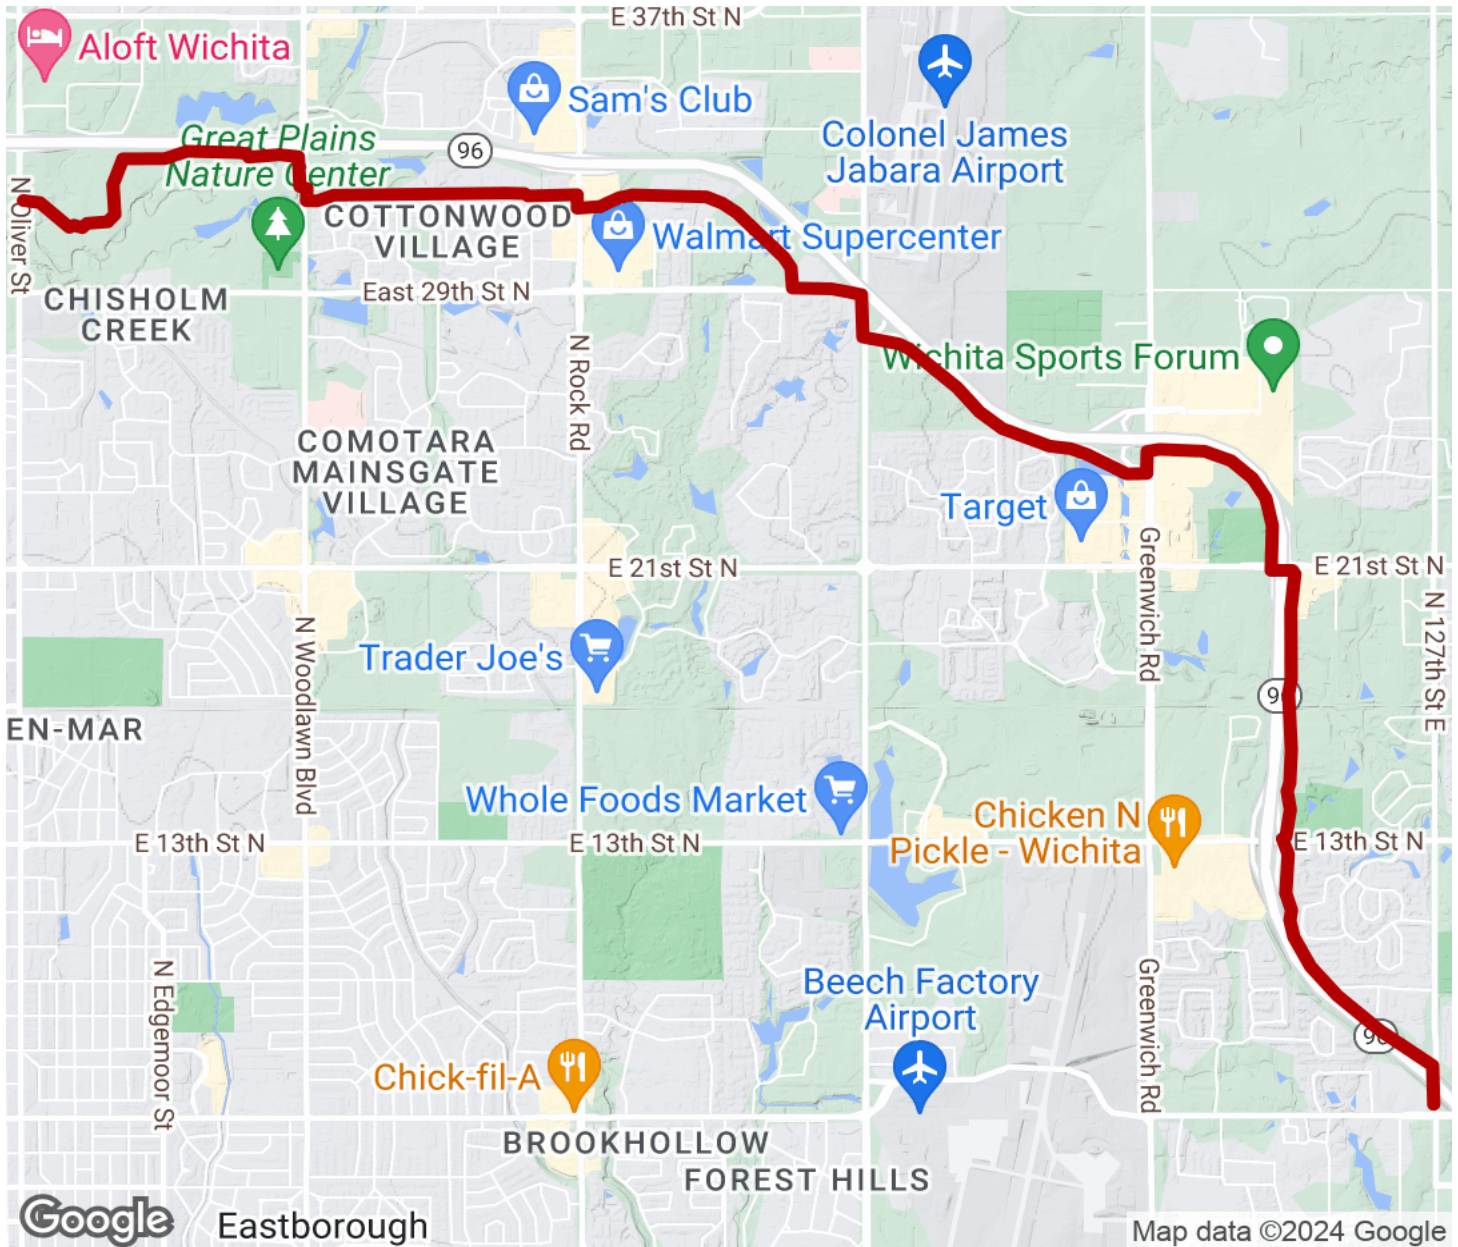 E 37th St N
Aloft Wichita
Sam's Club
Colonel James
Jabara Airport
Great Plains
Nature Center
96
N Oliver St
COTTONWOOD
VILLAGE
Walmart Supercenter
CHISHOLM
CREEK
East 29th St N
N Rock Rd
Wichita Sports Forum
COMOTARA
MAINSGATE
VILLAGE
Target
Greenwich Rd
E 21st St N
E 21st St N
N 127th St E
N Woodlawn Blvd
Trader Joe's
96
EN-MAR
Whole Foods Market
Chicken N
Pickle - Wichita
E 13th St N
E 13th St N
E 13th St N
N Edgemoor St
Beech Factory
Airport
Greenwich Rd
96
Chick-fil-A
BROOKHOLLOW
FOREST HILLS
Google
Eastborough
Map data ©2024 Google